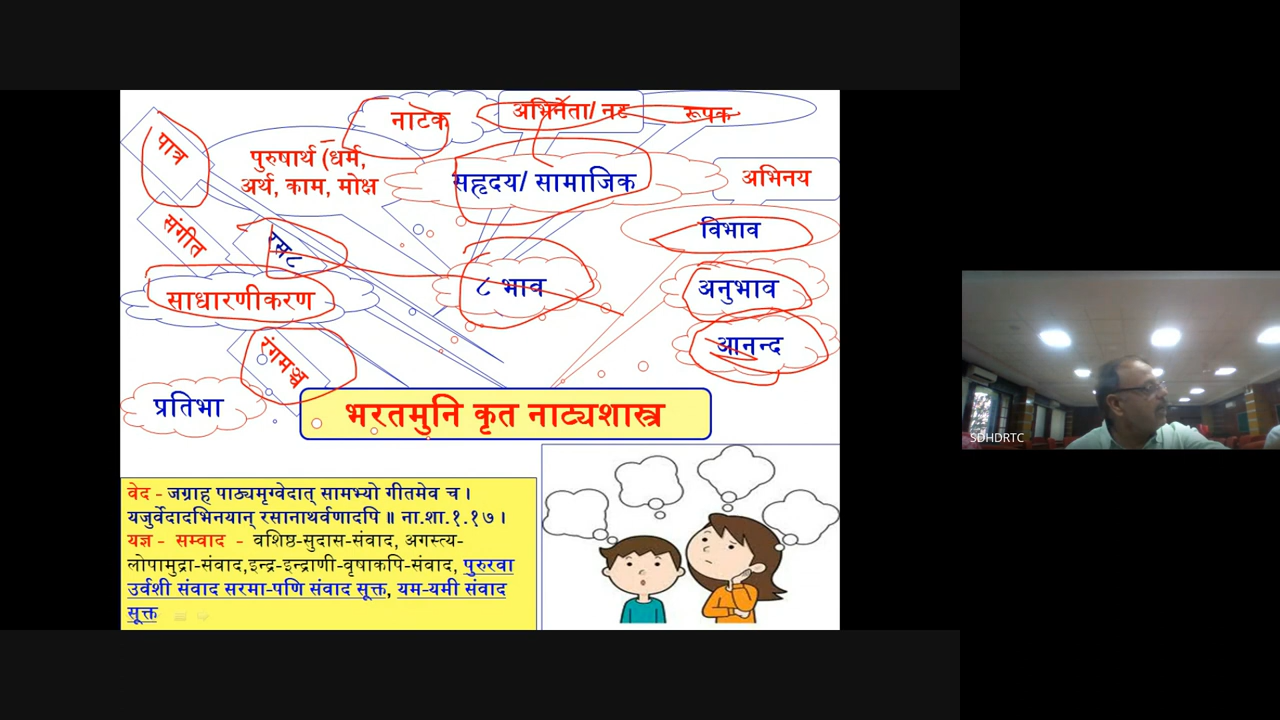 नाटक
अभिनेता/ नट
रूपक
पात्र
पुरुषार्थ (धर्म,
अर्थ, काम, मोक्ष
सहृदय/ सामाजिक
अभिनय
संगीत
रस८
विभाव
८ भाव
अनुभाव
साधारणीकरण
आनन्द
रंगमञ्च
प्रतिभा
भरतमुनि कृत नाट्यशास्त्र
वेद - जग्राह पाठ्यमृग्वेदात् सामभ्यो गीतमेव च ।
यजुर्वेदादभिनयान् रसानाथर्वणादपि ॥ ना.शा.१.१७ ।
यज्ञ - सम्वाद - वशिष्ठ-सुदास-संवाद, अगस्त्य-
लोपामुद्रा-संवाद,इन्द्र-इन्द्राणी-वृषाकपि-संवाद, पुरुरवा
उर्वशी संवाद सरमा-पणि संवाद सूक्त, यम-यमी संवाद
सूक्त
SDHDRTC